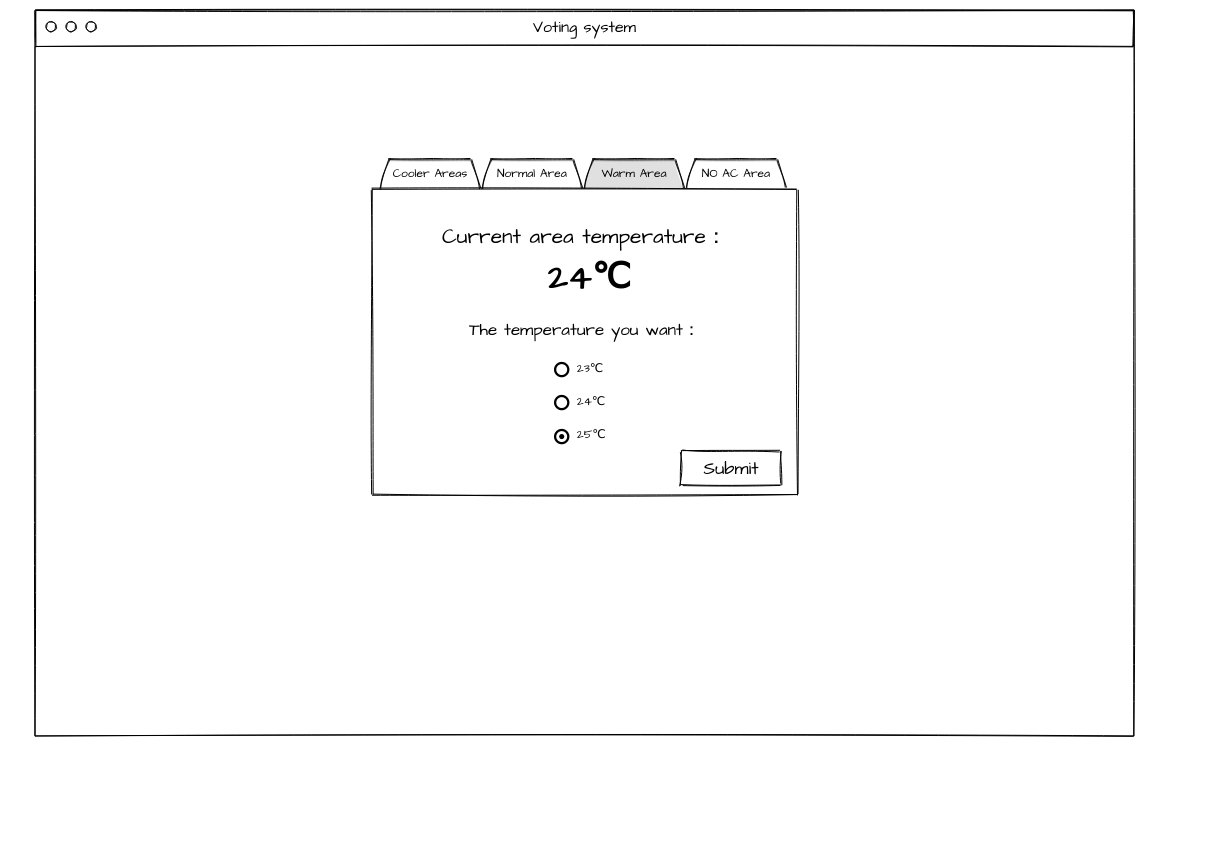 Voting system
Cooler Areas Normal Area Warm Area NO AC Area
Current area temperature :
24°C
The temperature you want :
23°C
24°C
25°C
Submit